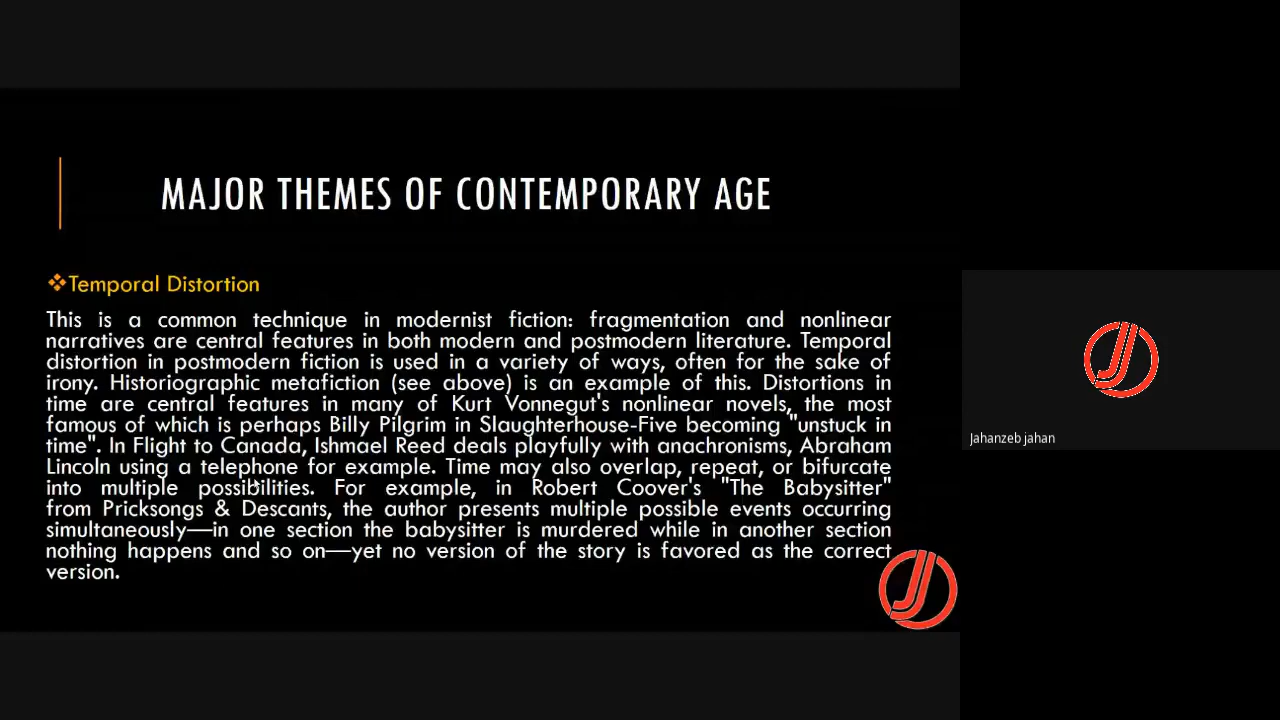 MAJOR THEMES OF CONTEMPORARY AGE
❖Temporal Distortion
This is a common technique in modernist fiction: fragmentation and nonlinear
narratives are central features in both modern and postmodern literature. Temporal
distortion in postmodern fiction is used in a variety of ways, often for the sake of
irony. Historiographic metafiction (see above) is an example of this. Distortions in
time are central features in many of Kurt Vonnegut's nonlinear novels, the most
famous of which is perhaps Billy Pilgrim in Slaughterhouse-Five becoming "unstuck in
time". In Flight to Canada, Ishmael Reed deals playfully with anachronisms, Abraham
Lincoln using a telephone for example. Time may also overlap, repeat, or bifurcate
into multiple possibilities. For example, in Robert Coover's "The Babysitter"
from Pricksongs & Descants, the author presents multiple possible events occurring
simultaneously—in one section the babysitter is murdered while in another section
nothing happens and so on—yet no version of the story is favored as the correct
version.
Jahanzeb jahan